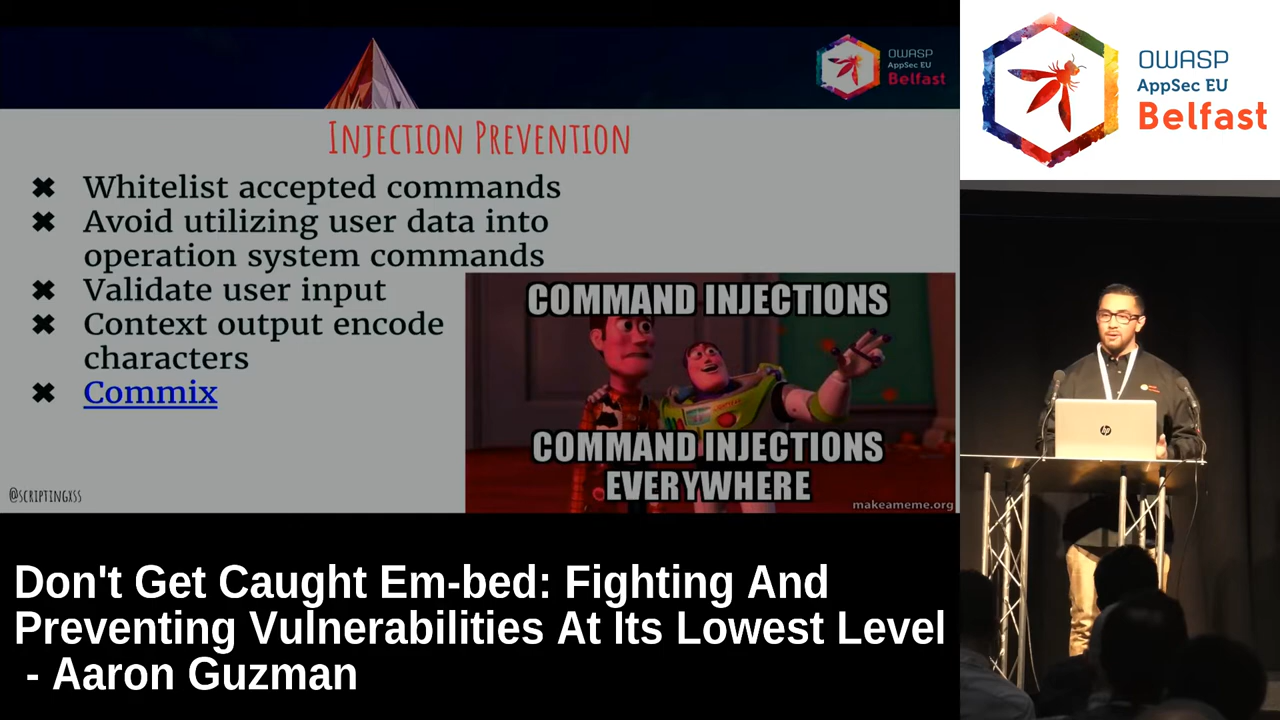 OWASP
AppSec EU
Belfast
OWASP
AppSec EU
Belfast
Injection Prevention
✖ Whitelist accepted commands
✖ Avoid utilizing user data into
operation system commands
✖ Validate user input
✖ Context output encode
characters
✖ Commix
COMMAND INJECTIONS
COMMAND INJECTIONS
EVERYWHERE
makeameme.org
@scriptingxss
hp
Don't Get Caught Em-bed: Fighting And
Preventing Vulnerabilities At Its Lowest Level
- Aaron Guzman